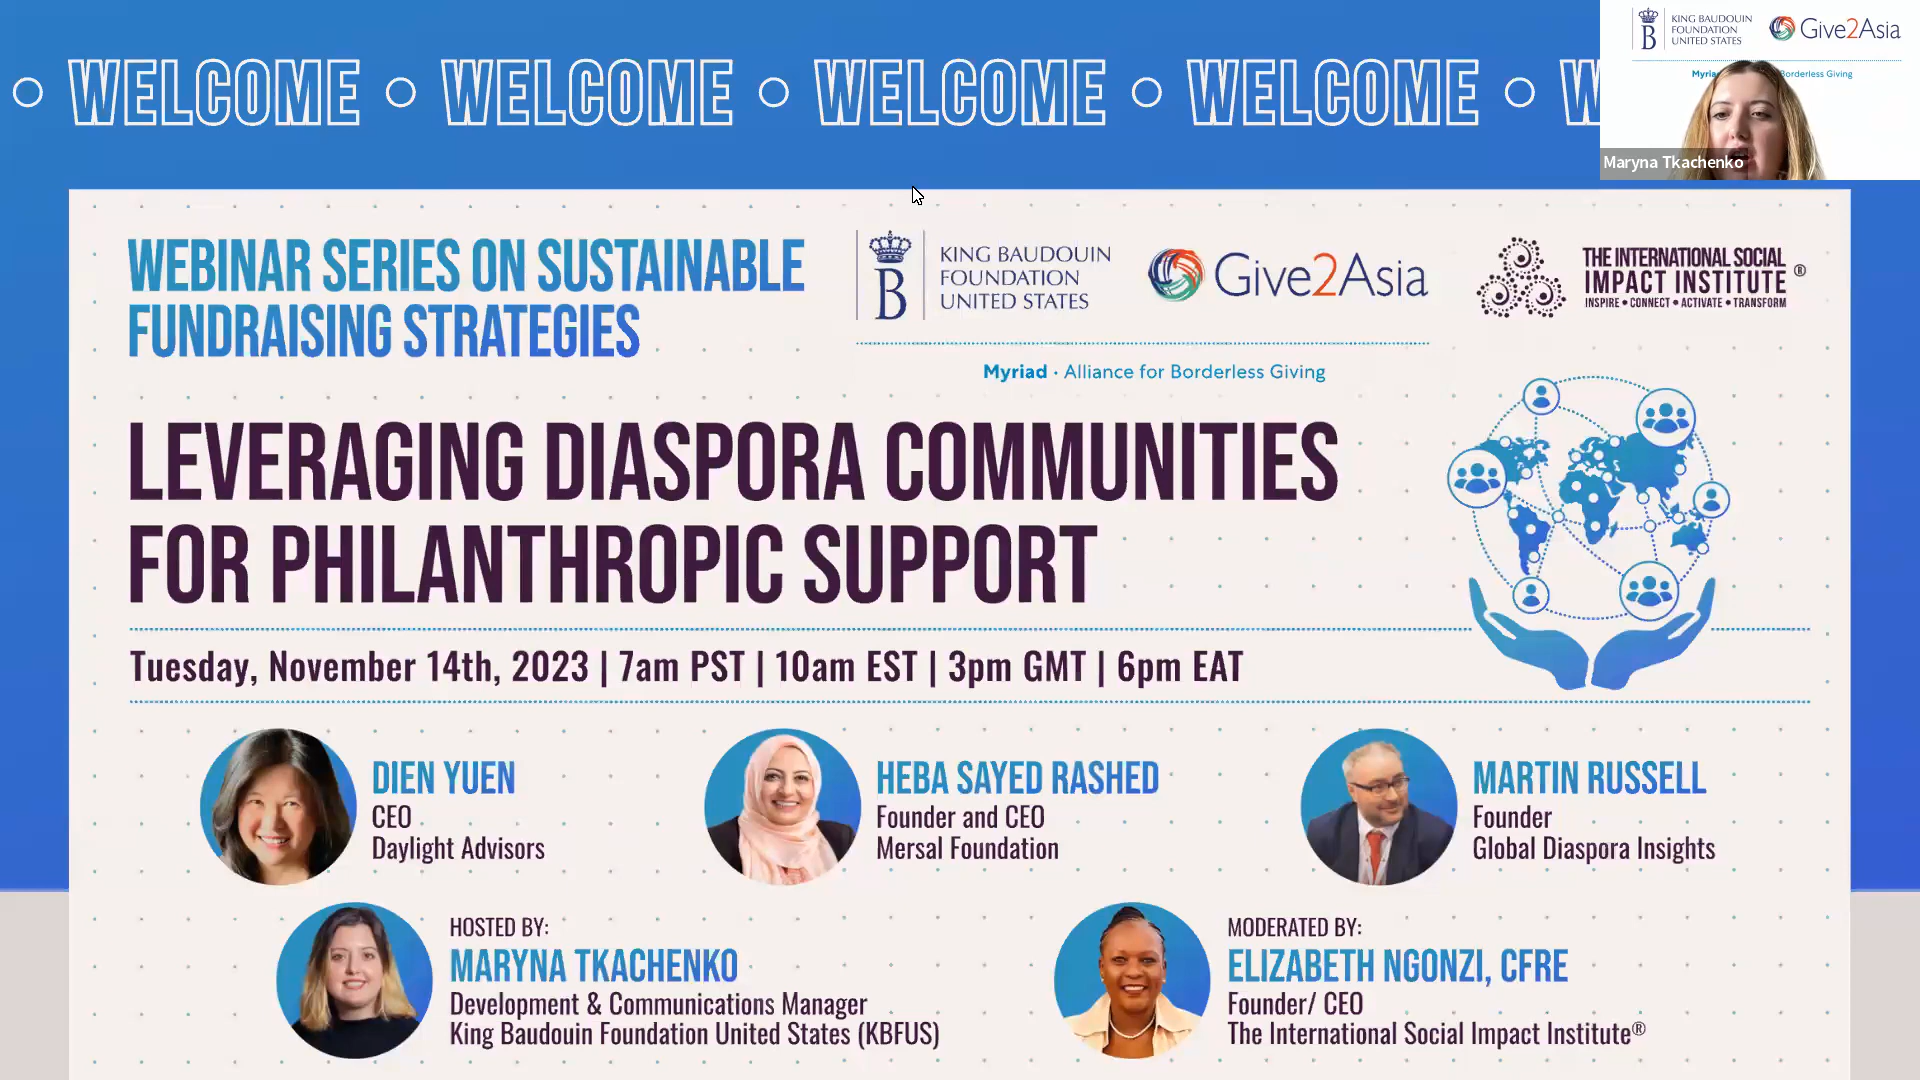 WELCOME WELCOME WELCOME WELCOME W
KING BAUDOUIN
FOUNDATION
UNITED STATES
Give2Asia
Borderless Giving
Maryna Tkachenko
WEBINAR SERIES ON SUSTAINABLE
FUNDRAISING STRATEGIES
B
KING BAUDOUIN
FOUNDATION
UNITED STATES
Give2Asia
Myriad · Alliance for Borderless Giving
THE INTERNATIONAL SOCIAL
IMPACT INSTITUTE ®
INSPIRE • CONNECT • ACTIVATE • TRANSFORM
LEVERAGING DIASPORA COMMUNITIES
FOR PHILANTHROPIC SUPPORT
Tuesday, November 14th, 2023 | 7am PST | 10am EST | 3pm GMT | 6pm EAT
DIEN YUEN
CEO
Daylight Advisors
HEBA SAYED RASHED
Founder and CEO
Mersal Foundation
MARTIN RUSSELL
Founder
Global Diaspora Insights
HOSTED BY:
MARYNA TKACHENKO
Development & Communications Manager
King Baudouin Foundation United States (KBFUS)
MODERATED BY:
ELIZABETH NGONZI, CFRE
Founder/ CEO
The International Social Impact Institute®